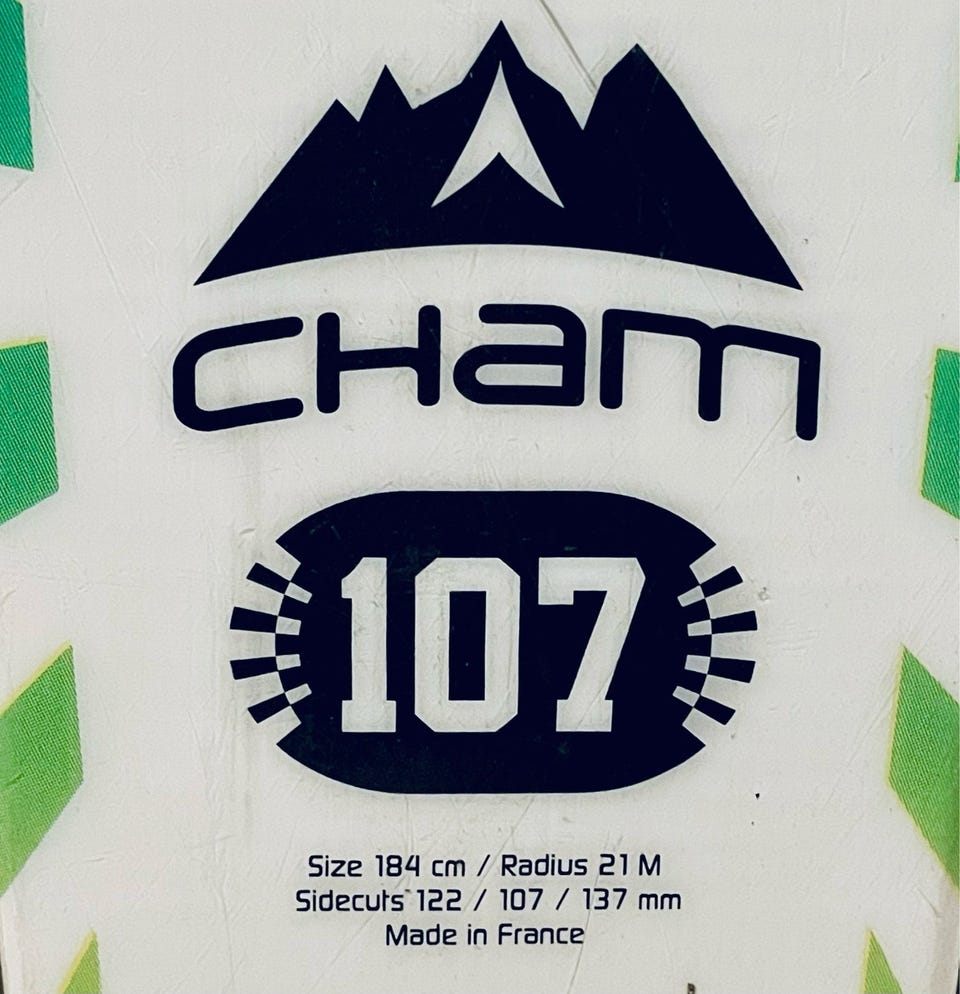 CHam
107
Size 184 cm / Radius 21 M
Sidecuts 122 / 107 / 137 mm
Made in France